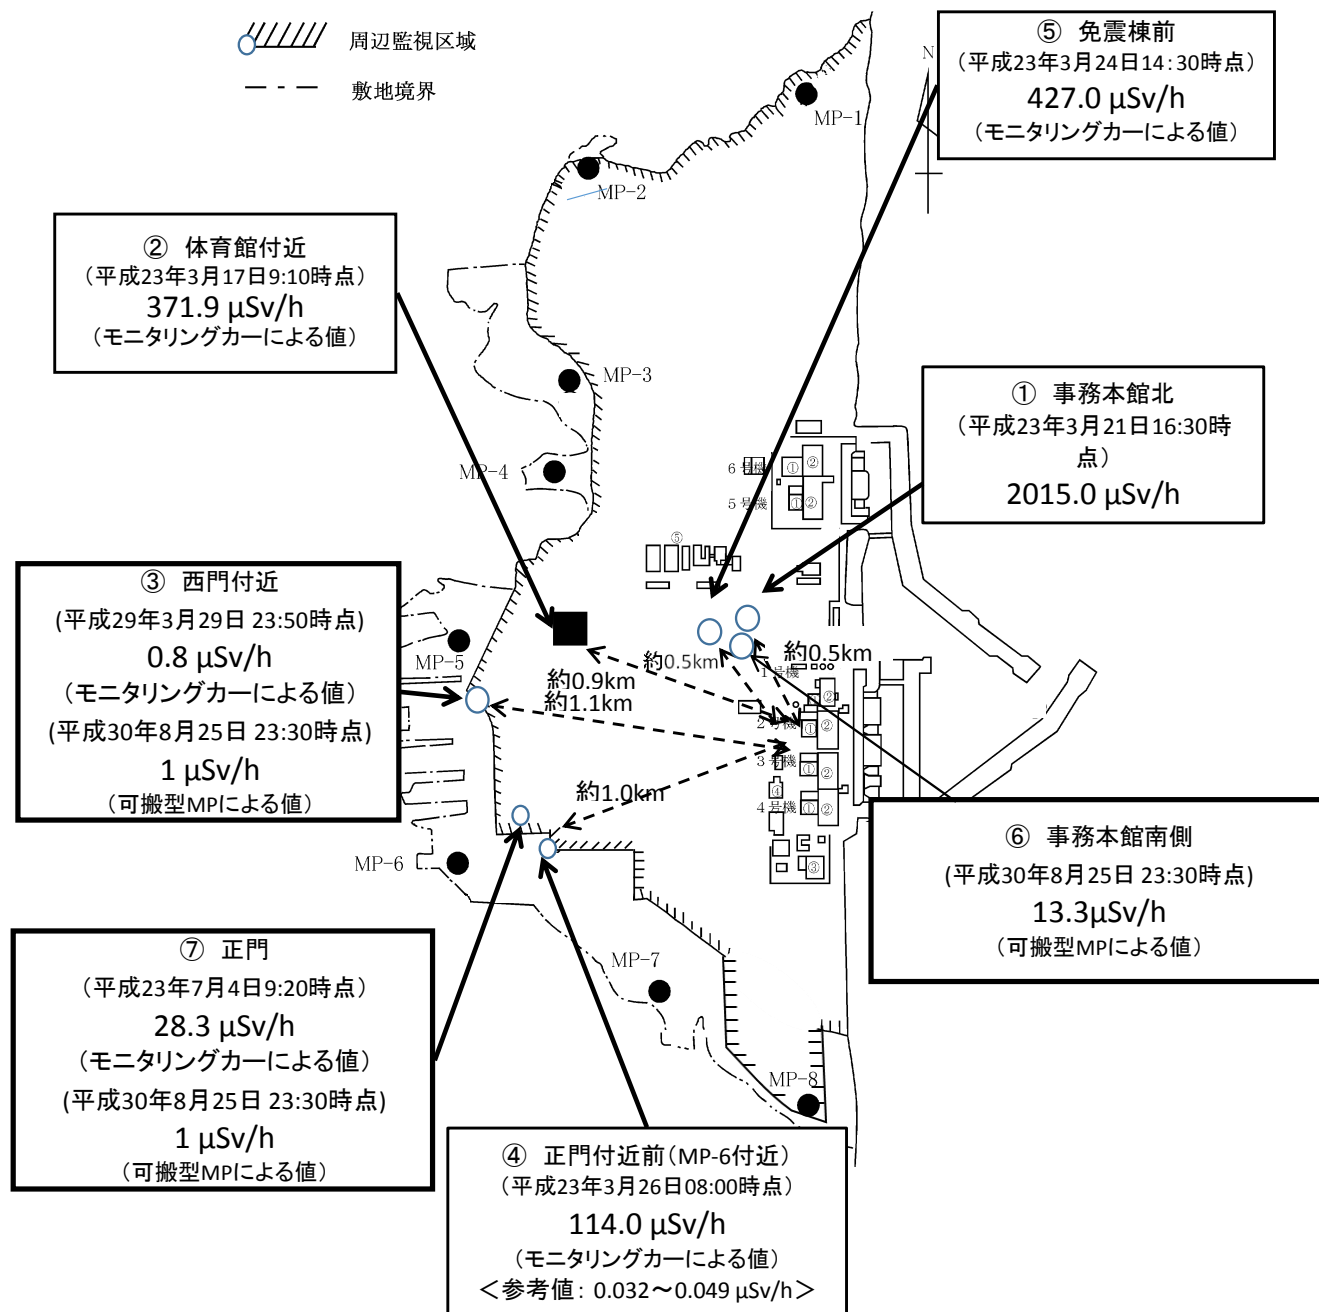 周辺監視区域
敷地境界
⑤ 免震棟前
（平成23年3月24日14:30時点）
427.0 μSv/h
（モニタリングカーによる値）
N
MP-1
MP-2
② 体育館付近
（平成23年3月17日9:10時点）
371.9 μSv/h
（モニタリングカーによる値）
MP-3
① 事務本館北
（平成23年3月21日16:30時
点）
2015.0 μSv/h
MP-4
6号機
① ②
5号機
① ②
⑤
③ 西門付近
(平成29年3月29日 23:50時点)
0.8 μSv/h
（モニタリングカーによる値）
(平成30年8月25日 23:30時点)
1 μSv/h
（可搬型MPによる値）
MP-5
約0.9km
約1.1km
約0.5km
約0.5km
1号機
②
2号機
① ②
3号機
① ②
④
4号機
① ②
③
約1.0km
MP-6
⑥ 事務本館南側
(平成30年8月25日 23:30時点)
13.3μSv/h
（可搬型MPによる値）
⑦ 正門
（平成23年7月4日9:20時点）
28.3 μSv/h
（モニタリングカーによる値）
(平成30年8月25日 23:30時点)
1 μSv/h
（可搬型MPによる値）
MP-7
MP-8
④ 正門付近前（MP-6付近）
（平成23年3月26日08:00時点）
114.0 μSv/h
（モニタリングカーによる値）
＜参考値: 0.032～0.049 μSv/h＞